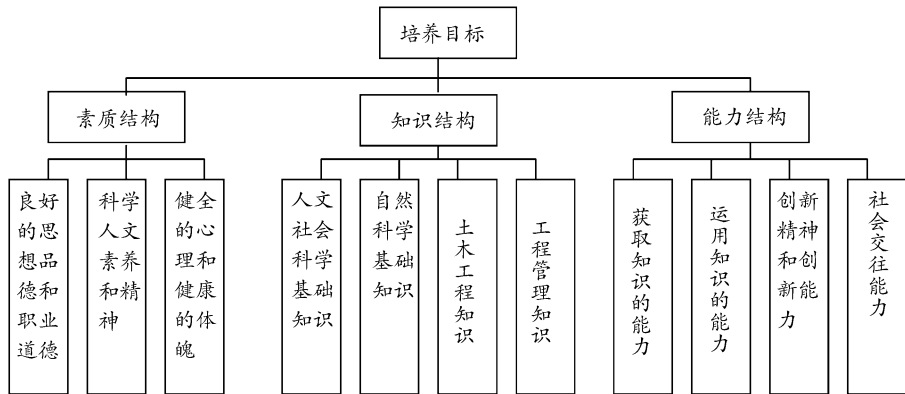 培养目标
素质结构
知识结构
能力结构
良好
的思
想品
德和
职业
道德
科学
人文
素养
和精
神
健全
的心
理和
健康
的体
魄
人文
社会
科学
基础
知识
自然
科学
基础
知识
土木工程知识
工程管理知识
获取知识的能力
运用知识的能力
创新
精神
和创
新能
力
社会交往能力